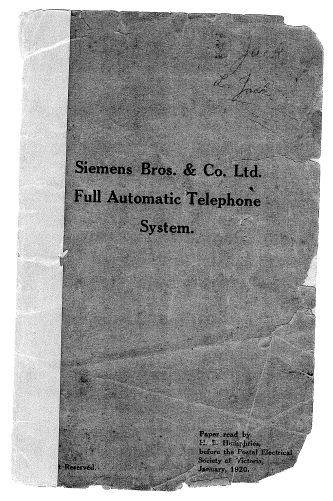 Jack
Siemens Bros. & Co. Ltd.
Full Automatic Telephone
System.
Paper read by
H. L. Humphries,
before the Postal Electrical
Society of Victoria,
January, 1920.
t Reserved.